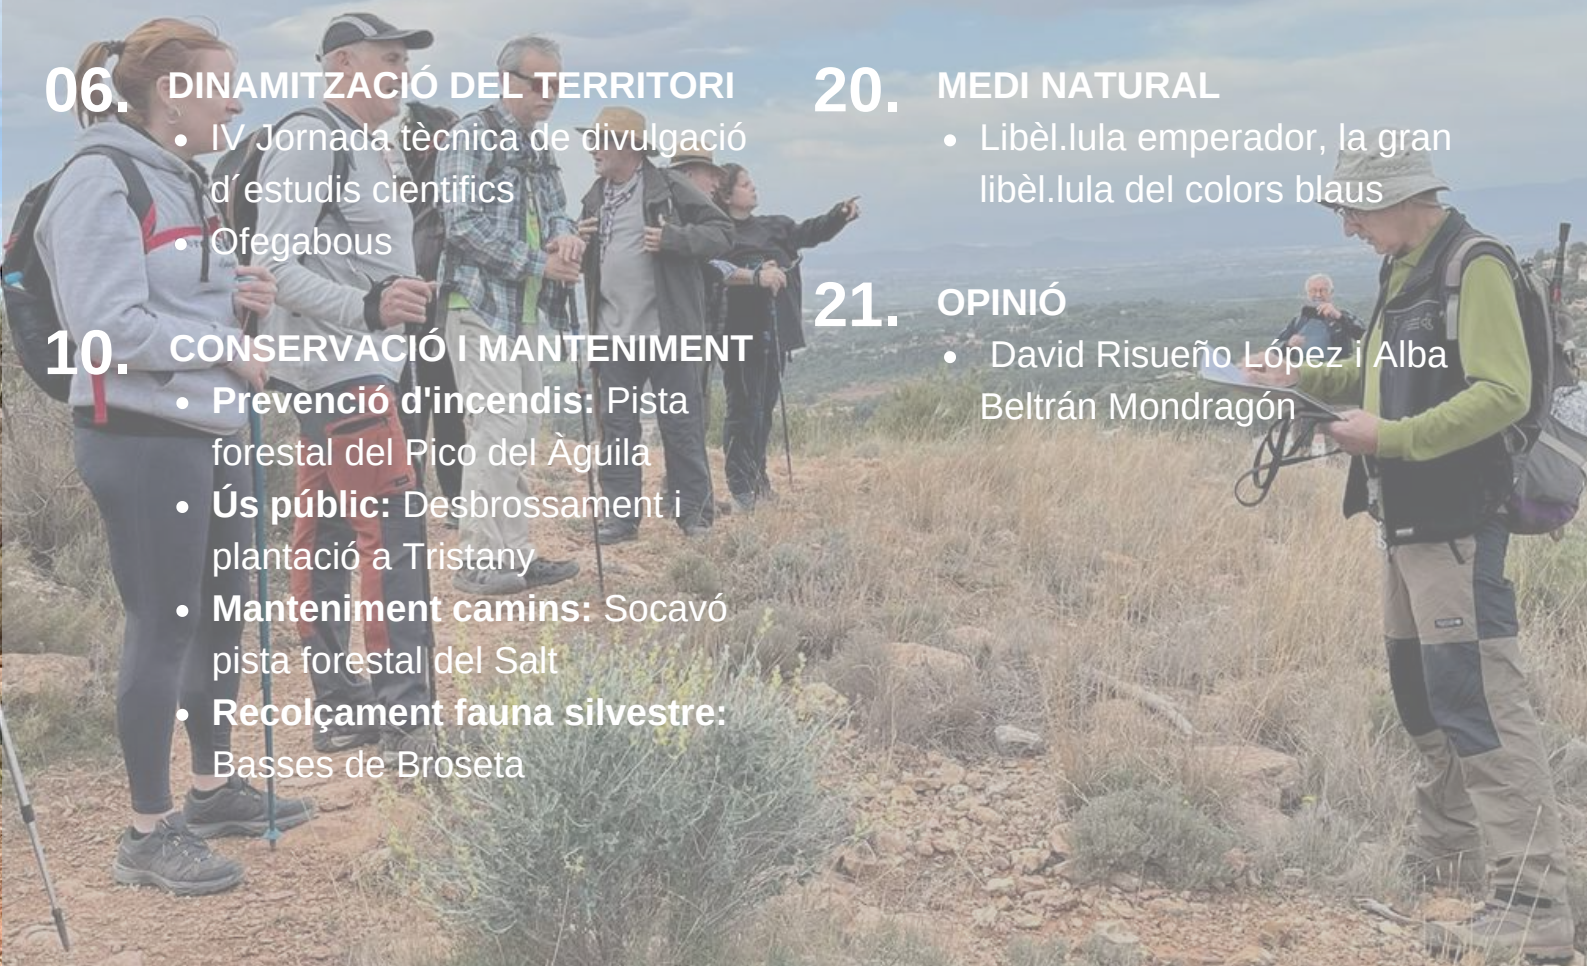 06. DINAMITZACIÓ DEL TERRITORI
• IV Jornada tècnica de divulgació
d´estudis cientifics
• Ofegabous
10. CONSERVACIÓ I MANTENIMENT
• Prevenció d'incendis: Pista
forestal del Pico del Àguila
• Ús públic: Desbrossament i
plantació a Tristany
• Manteniment camins: Socavó
pista forestal del Salt
• Recolçament fauna silvestre:
Basses de Broseta
20. MEDI NATURAL
• Libèl.lula emperador, la gran
libèl.lula del colors blaus
21. OPINIÓ
• David Risueño López i Alba
Beltrán Mondragón